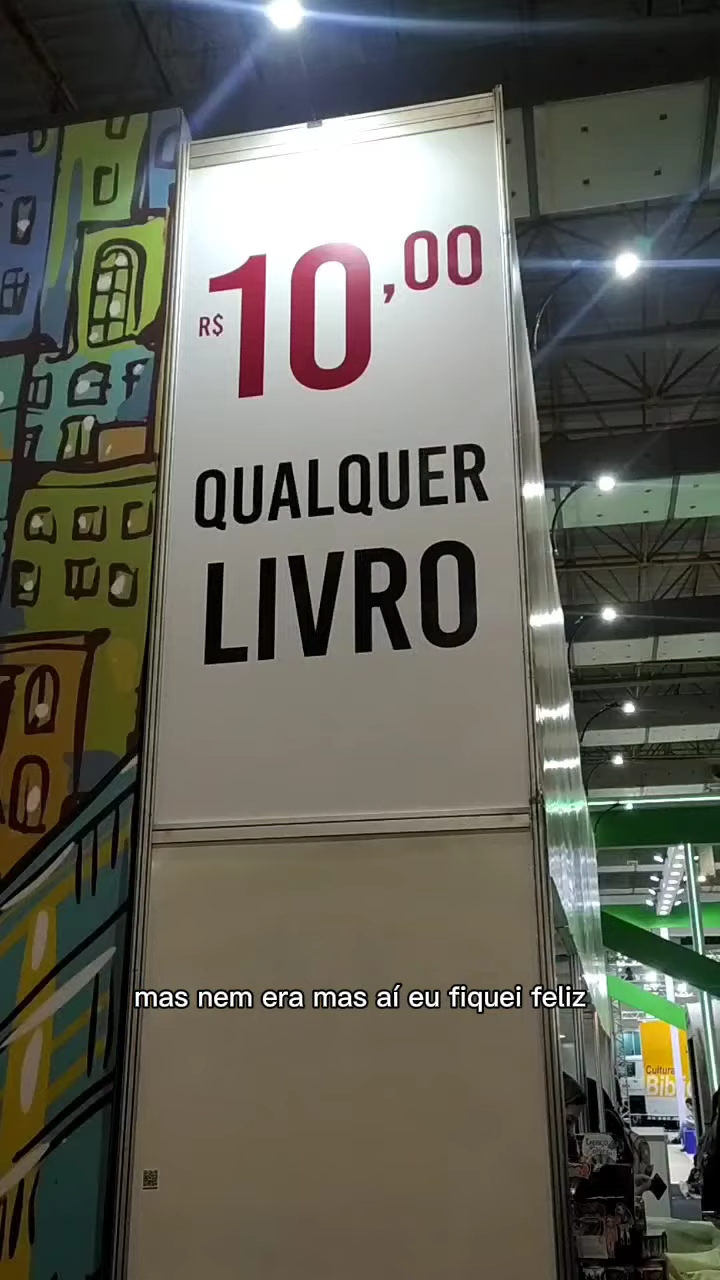 R$ 10,00
QUALQUER
LIVRO
mas nem era mas aí eu fiquei feliz
Cultura